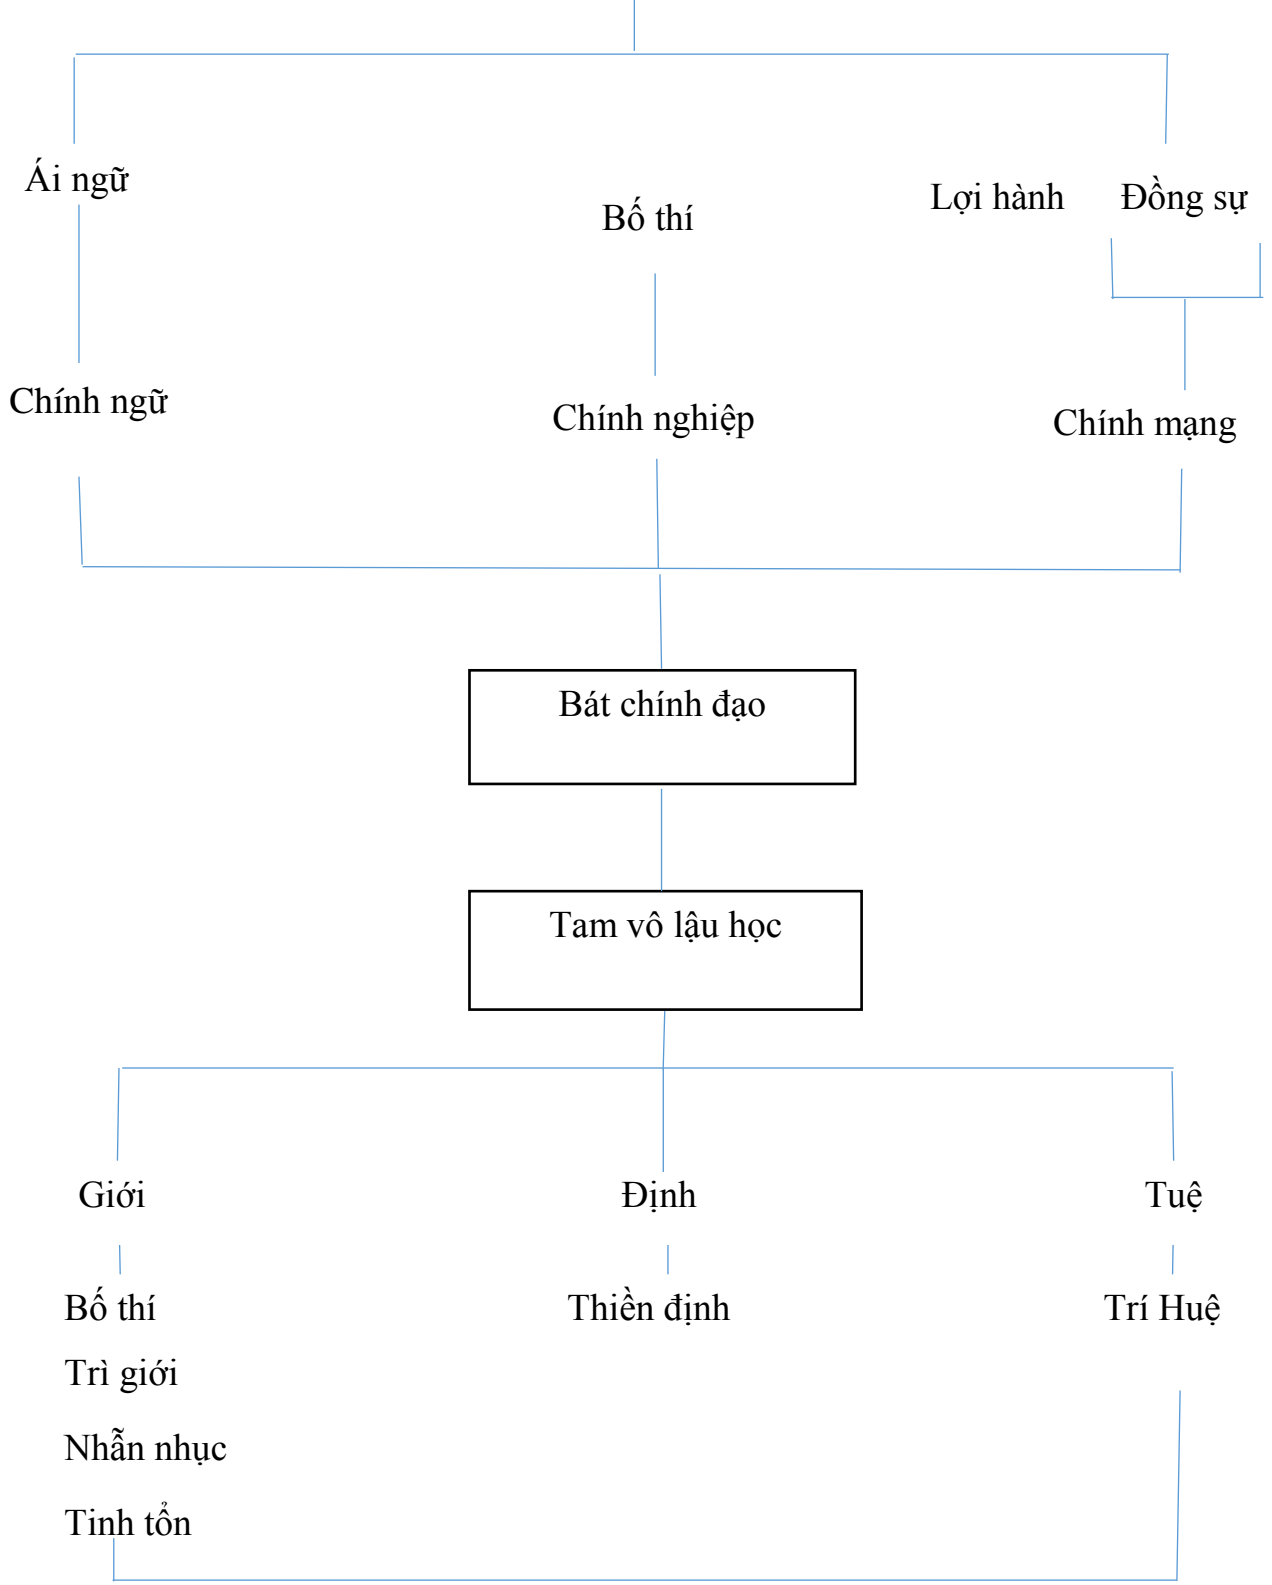 Ái ngữ
Bố thí
Lợi hành
Đồng sự
Chính ngữ
Chính nghiệp
Chính mạng
Bát chính đạo
Tam vô lậu học
Giới
Định
Tuệ
Bố thí
Thiền định
Trí Huệ
Trì giới
Nhẫn nhục
Tinh tổn